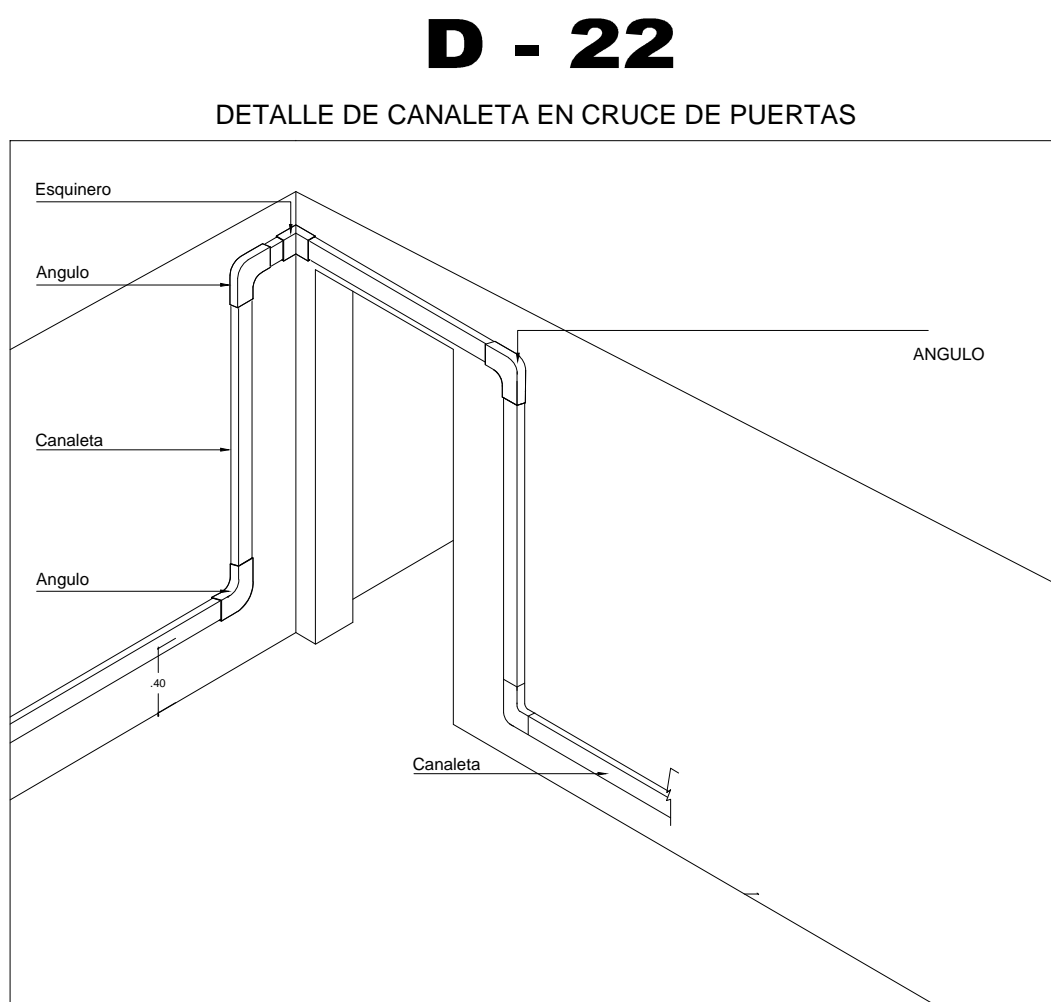 D - 22
DETALLE DE CANALETA EN CRUCE DE PUERTAS
Esquinero
Angulo
ANGULO
Canaleta
Angulo
.40
Canaleta